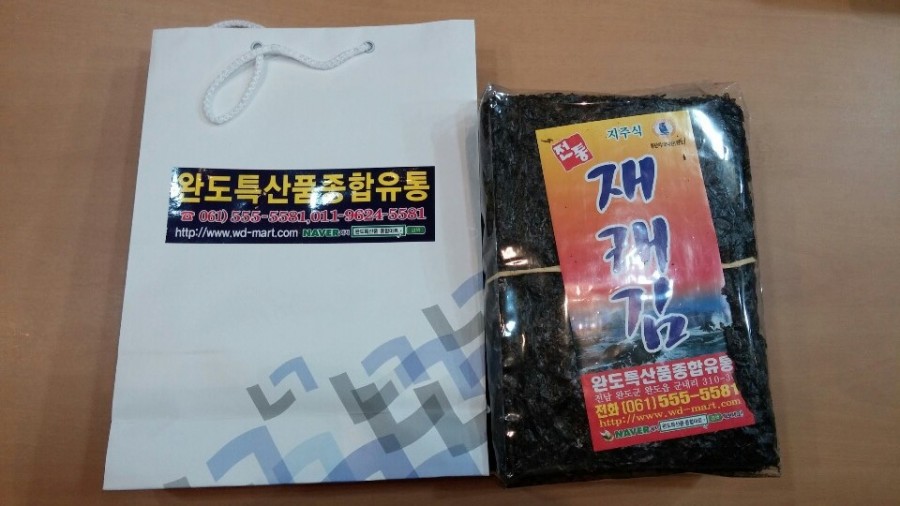 완도특산품종합유통
☎ 061) 555-5581, 011-9624-5581
http://www.wd-mart.com NAVER
전통
지주식
재래김
완도특산품종합유통
전남 완도군 완도읍 군내리 310-
전화 (061) 555-5581
http://www.wd-mart.com
NAVER